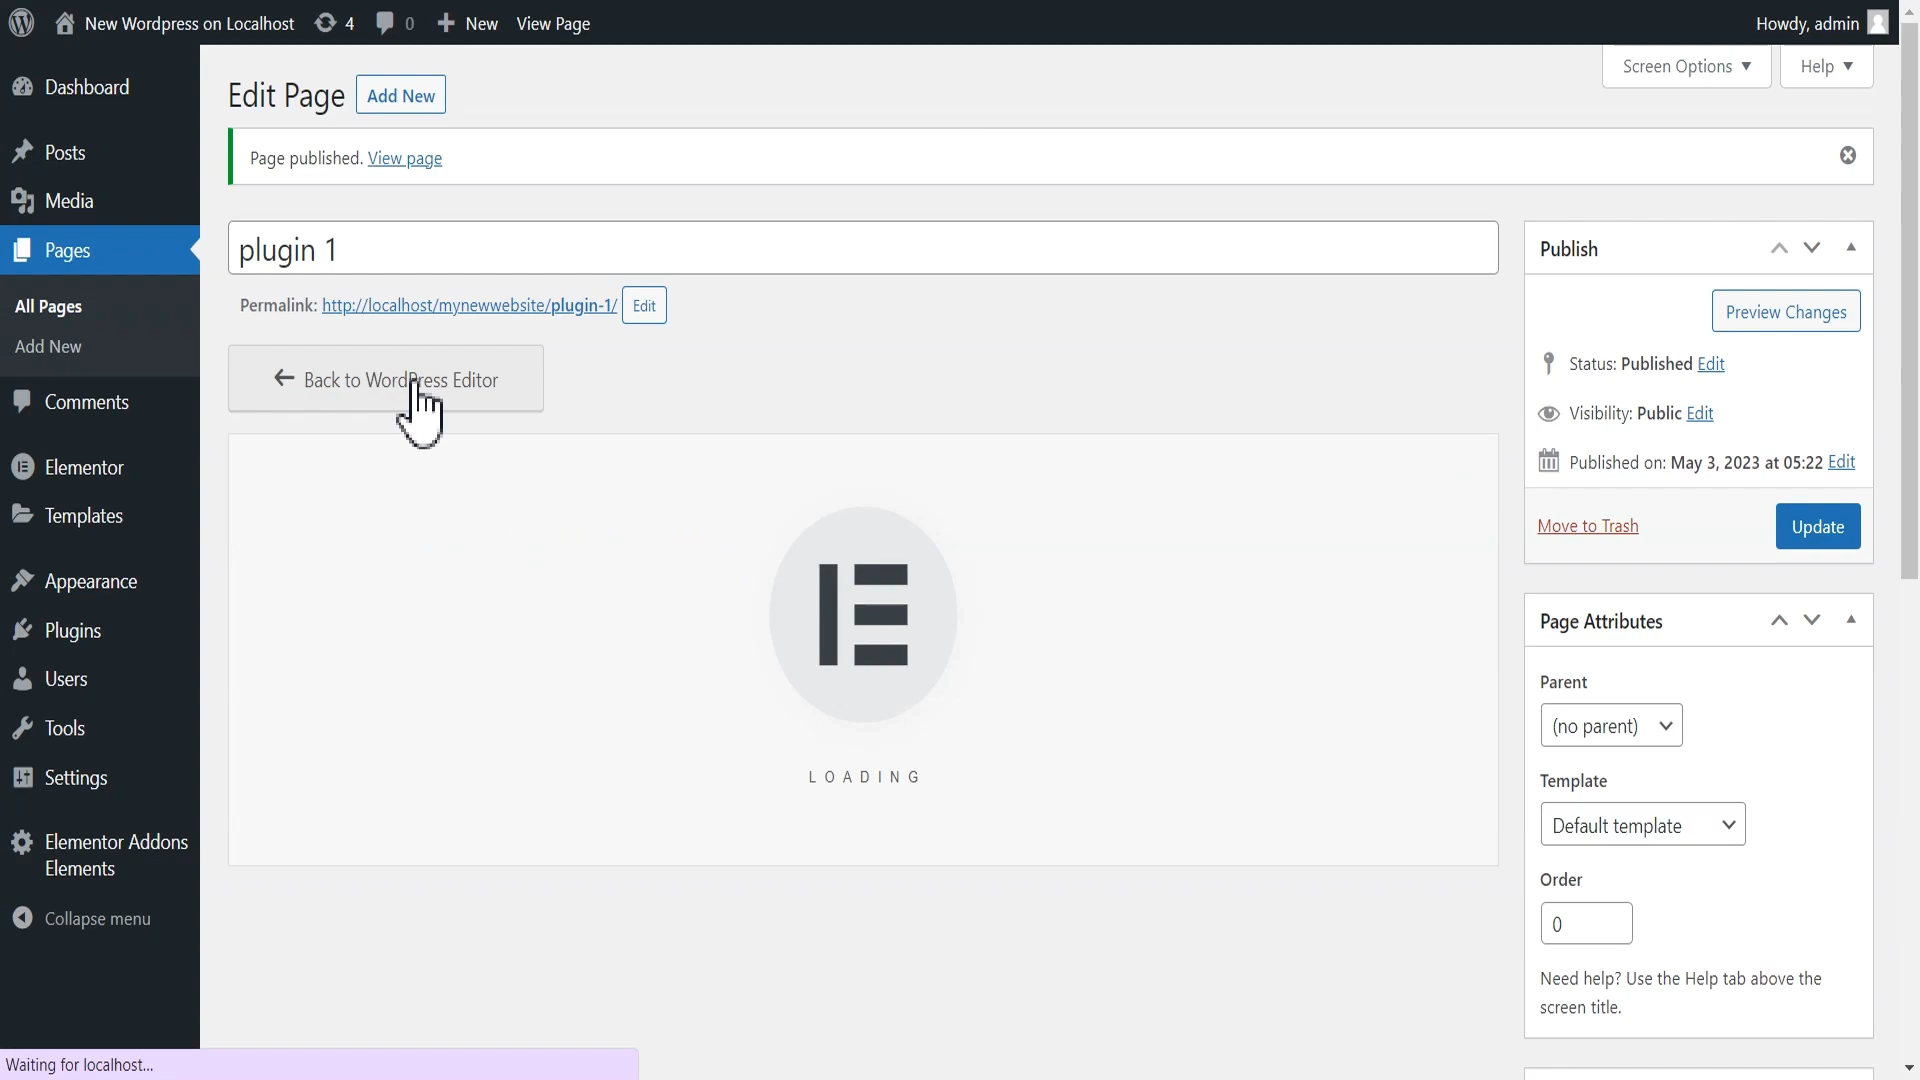 New Wordpress on Localhost 4 0 New View Page Howdy, admin
Screen Options Help
Dashboard
Posts
Media
Pages
All Pages
Add New
Comments
Elementor
Templates
Appearance
Plugins
Users
Tools
Settings
Elementor Addons
Elements
Collapse menu
Edit Page Add New
Page published. View page
plugin 1
Permalink: http://localhost/mynewwebsite/plugin-1/ Edit
← Back to WordPress Editor
LOADING
Publish
Preview Changes
Status: Published Edit
Visibility: Public Edit
Published on: May 3, 2023 at 05:22 Edit
Move to Trash Update
Page Attributes
Parent
(no parent)
Template
Default template
Order
0
Need help? Use the Help tab above the
screen title.
Waiting for localhost...